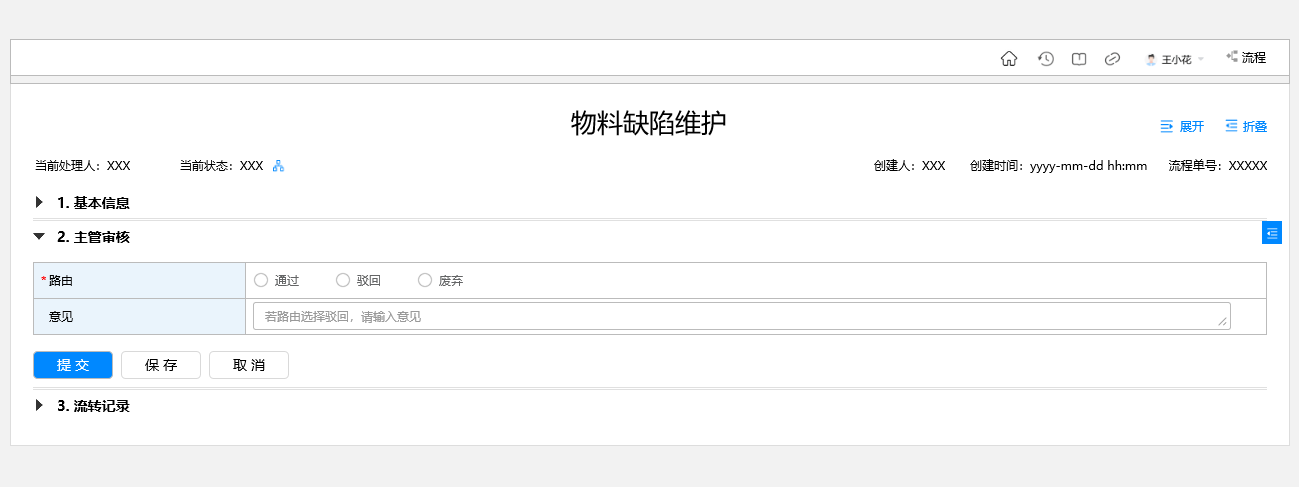 王小花 流程
物料缺陷维护
展开 折叠
当前处理人：XXX 当前状态：XXX 创建人：XXX 创建时间：yyyy-mm-dd hh:mm 流程单号：XXXXX
1. 基本信息
2. 主管审核
*路由 通过 驳回 废弃
意见 若路由选择驳回，请输入意见
提 交 保 存 取 消
3. 流转记录